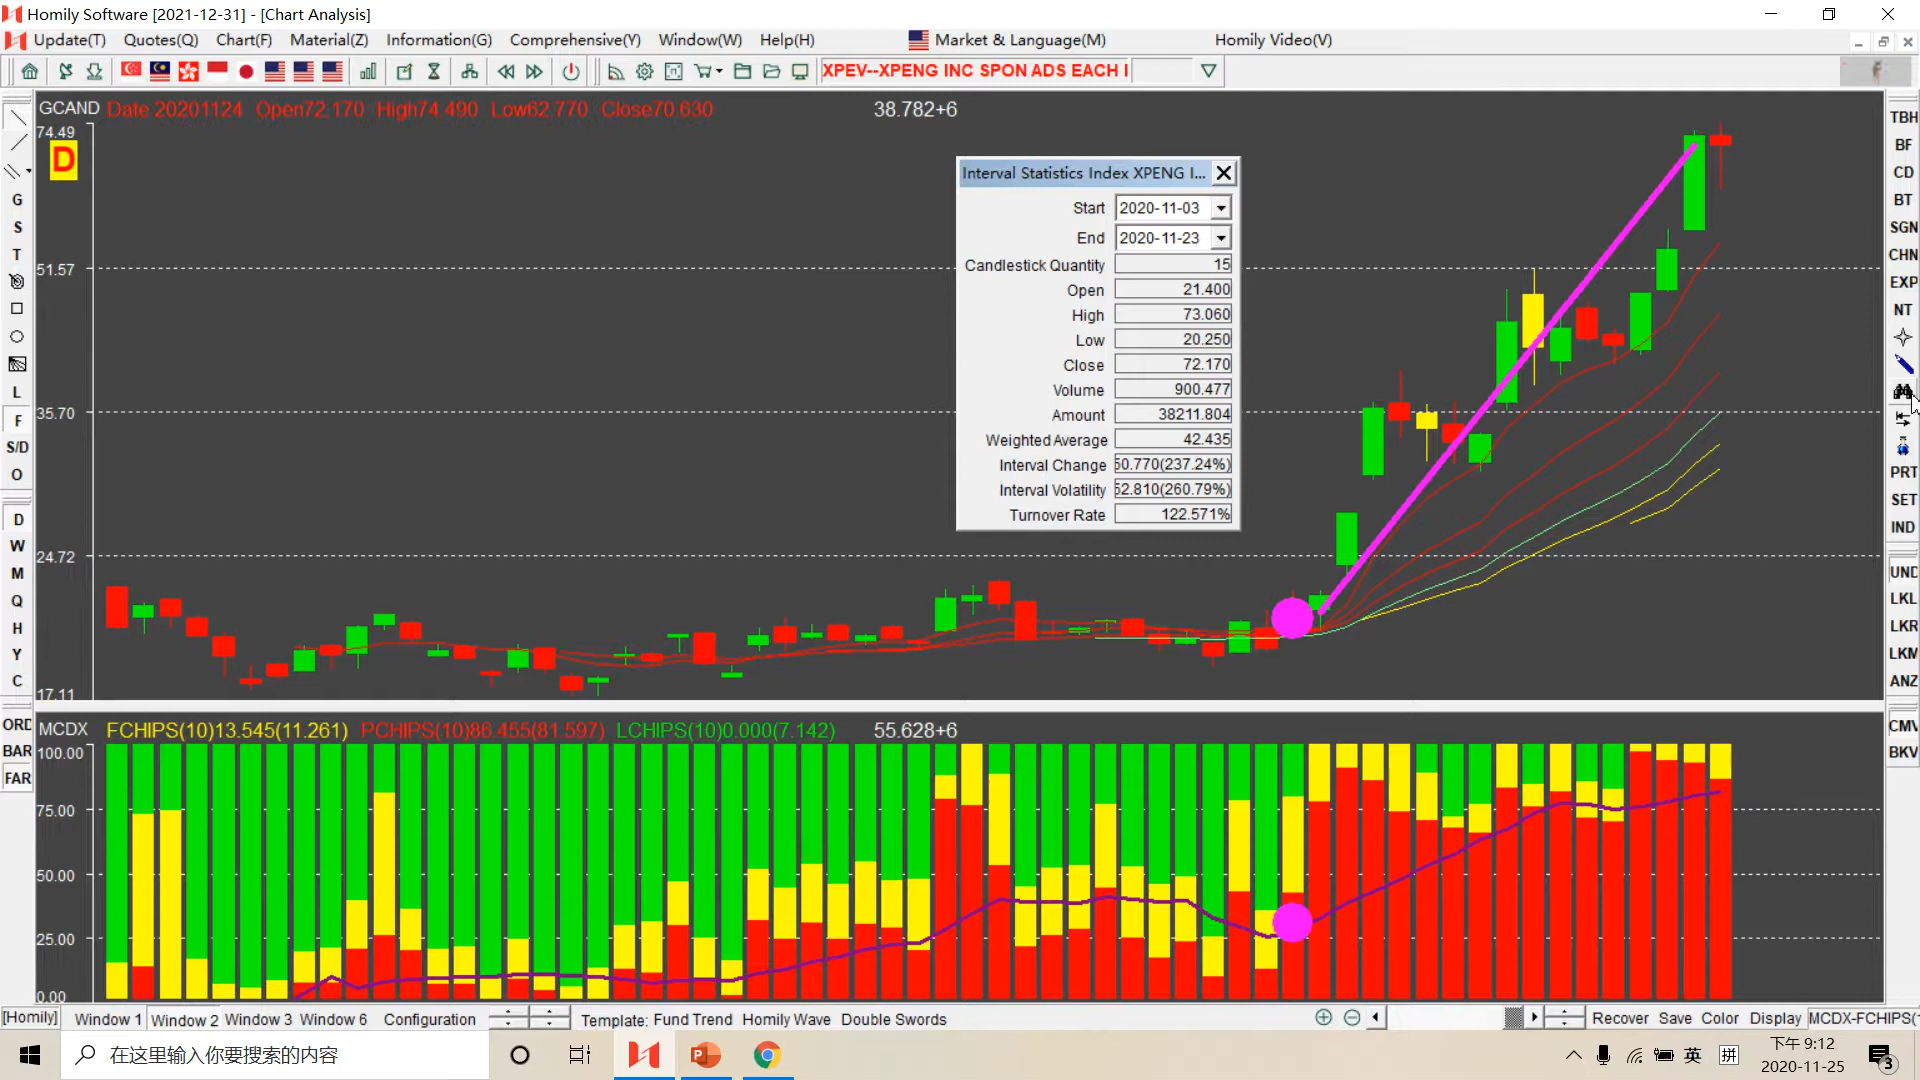 Homily Software [2021-12-31] - [Chart Analysis]
Update(T) Quotes(Q) Chart(F) Material(Z) Information(G) Comprehensive(Y) Window(W) Help(H) Market & Language(M) Homily Video(V)
XPEV--XPENG INC SPON ADS EACH I
GCAND Date 20201124 Open72.170 High74.490 Low62.770 Close70.630 38.782+6
74.49
D
51.57
35.70
24.72
17.11
Interval Statistics Index XPENG I...
Start 2020-11-03
End 2020-11-23
Candlestick Quantity 15
Open 21.400
High 73.060
Low 20.250
Close 72.170
Volume 900.477
Amount 38211.804
Weighted Average 42.435
Interval Change 50.770(237.24%)
Interval Volatility 52.810(260.79%)
Turnover Rate 122.571%
G
S
T
L
F
S/D
O
D
W
M
Q
H
Y
C
ORD
BAR
FAR
TBH
BF
CD
BT
SGN
CHN
EXP
NT
PRT
SET
IND
UND
LKL
LKR
LKM
ANZ
CMV
BKV
MCDX FCHIPS(10)13.545(11.261) PCHIPS(10)86.455(81.597) LCHIPS(10)0.000(7.142) 55.628+6
100.00
75.00
50.00
25.00
0.00
[Homily] Window 1 Window 2 Window 3 Window 6 Configuration Template: Fund Trend Homily Wave Double Swords Recover Save Color Display MCDX-FCHIPS(
在这里输入你要搜索的内容
英 拼 下午 9:12
2020-11-25
3